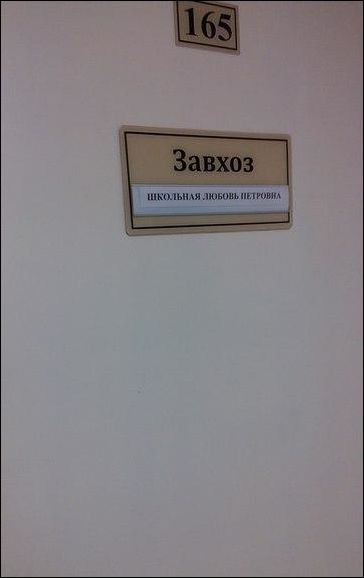 165
Завхоз
ШКОЛЬНАЯ ЛЮБОВЬ ПЕТРОВНА